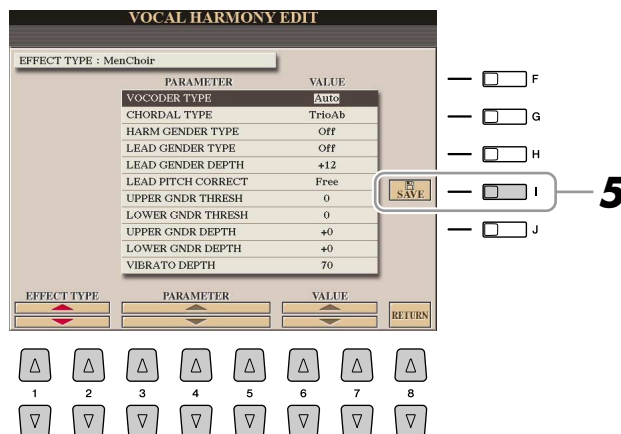 VOCAL HARMONY EDIT
EFFECT TYPE : MenChoir
PARAMETER VALUE
VOCODER TYPE Auto
CHORDAL TYPE TrioAb
HARM GENDER TYPE Off
LEAD GENDER TYPE Off
LEAD GENDER DEPTH +12
LEAD PITCH CORRECT Free
UPPER GNDR THRESH 0
LOWER GNDR THRESH 0
UPPER GNDR DEPTH +0
LOWER GNDR DEPTH +0
VIBRATO DEPTH 70
SAVE
F
G
H
I
J
5
EFFECT TYPE PARAMETER VALUE
RETURN
1 2 3 4 5 6 7 8